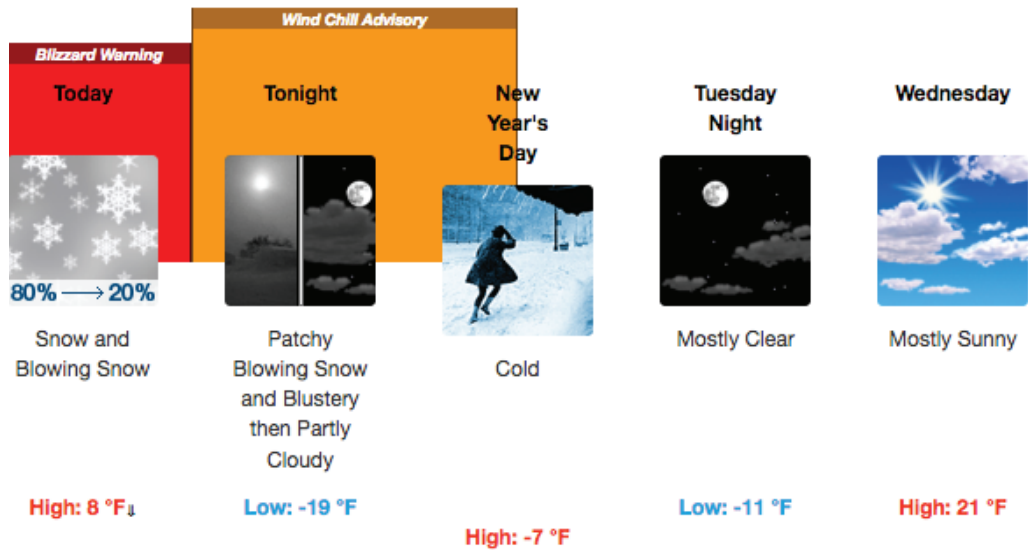 Wind Chill Advisory
Blizzard Warning
Today
Tonight
New
Year's
Day
Tuesday
Night
Wednesday
80% → 20%
Snow and
Blowing Snow
Patchy
Blowing Snow
and Blustery
then Partly
Cloudy
Cold
Mostly Clear
Mostly Sunny
High: 8 °F⇓
Low: -19 °F
High: -7 °F
Low: -11 °F
High: 21 °F